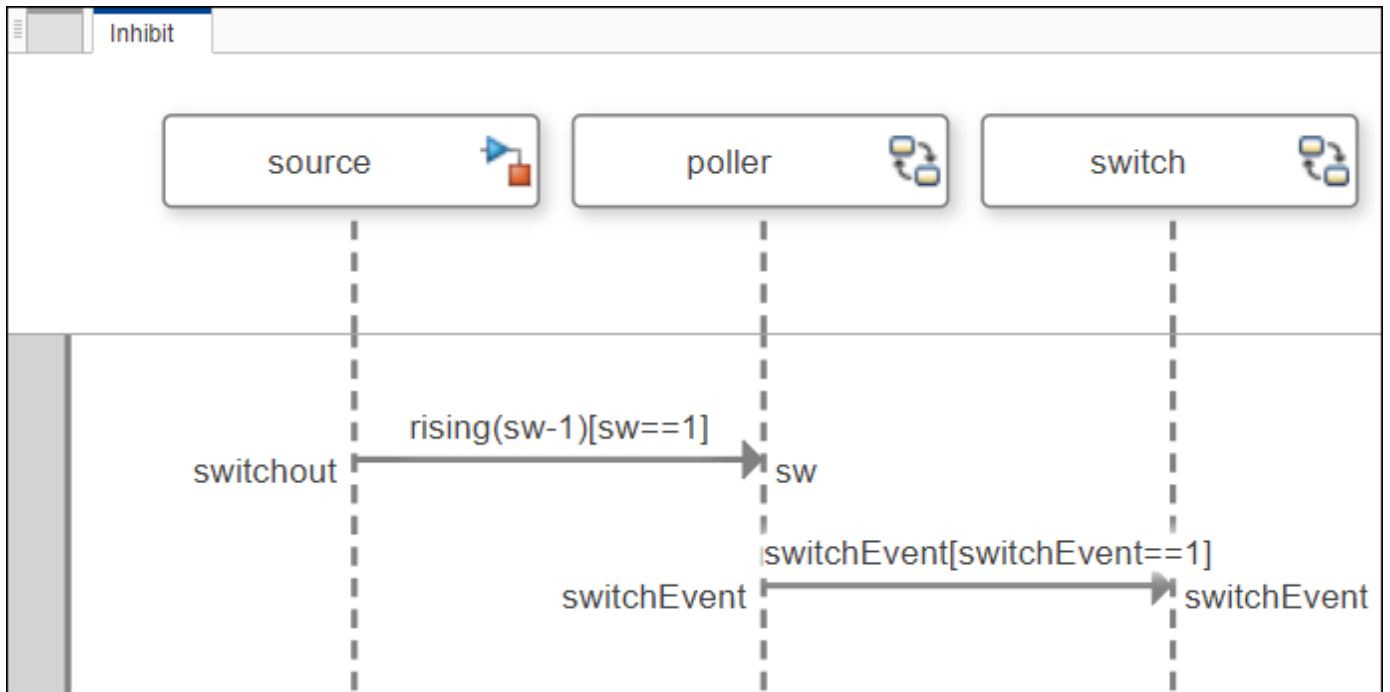 Inhibit
source
poller
switch
rising(sw-1)[sw==1]
switchout
sw
switchEvent[switchEvent==1]
switchEvent
switchEvent